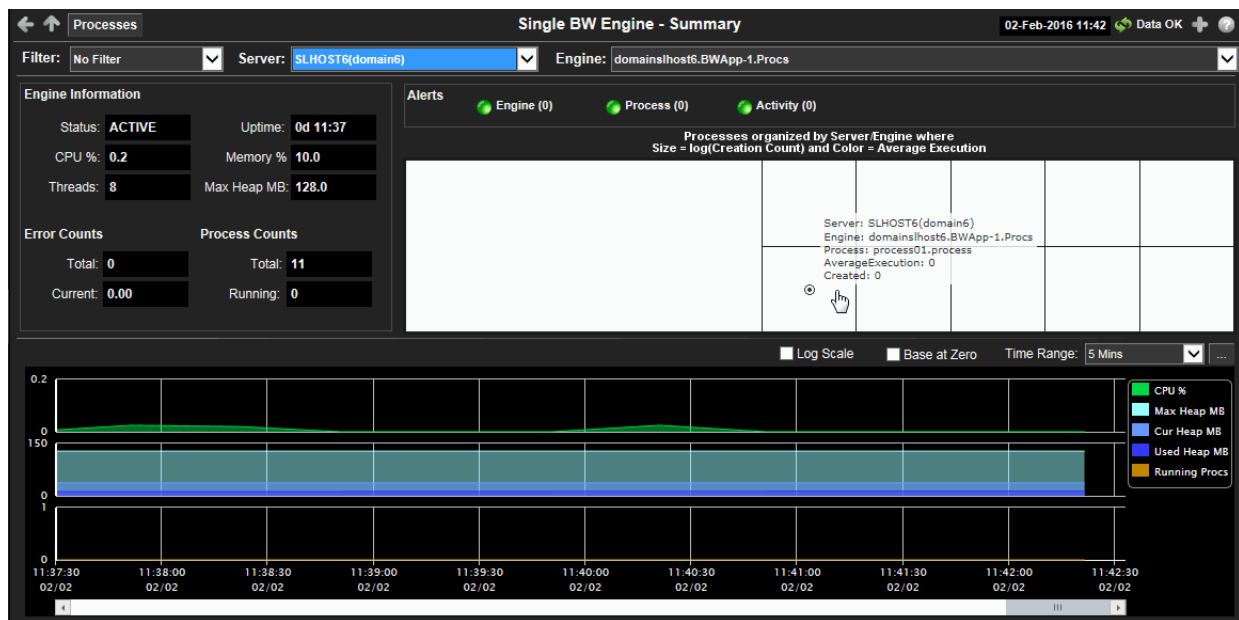 Processes
Single BW Engine - Summary
02-Feb-2016 11:42 Data OK
Filter: No Filter Server: SLHOST6(domain6) Engine: domainslhost6.BWApp-1.Procs
Engine Information
Status: ACTIVE Uptime: 0d 11:37
CPU %: 0.2 Memory % 10.0
Threads: 8 Max Heap MB: 128.0
Error Counts Process Counts
Total: 0 Total: 11
Current: 0.00 Running: 0
Alerts Engine (0) Process (0) Activity (0)
Processes organized by Server/Engine where
Size = log(Creation Count) and Color = Average Execution
Server: SLHOST6(domain6)
Engine: domainslhost6.BWApp-1.Procs
Process: process01.process
AverageExecution: 0
Created: 0
Log Scale Base at Zero Time Range: 5 Mins ...
0.2
0
150
0
1
0
CPU %
Max Heap MB
Cur Heap MB
Used Heap MB
Running Procs
11:37:30 11:38:00 11:38:30 11:39:00 11:39:30 11:40:00 11:40:30 11:41:00 11:41:30 11:42:00 11:42:30
02/02 02/02 02/02 02/02 02/02 02/02 02/02 02/02 02/02 02/02 02/02